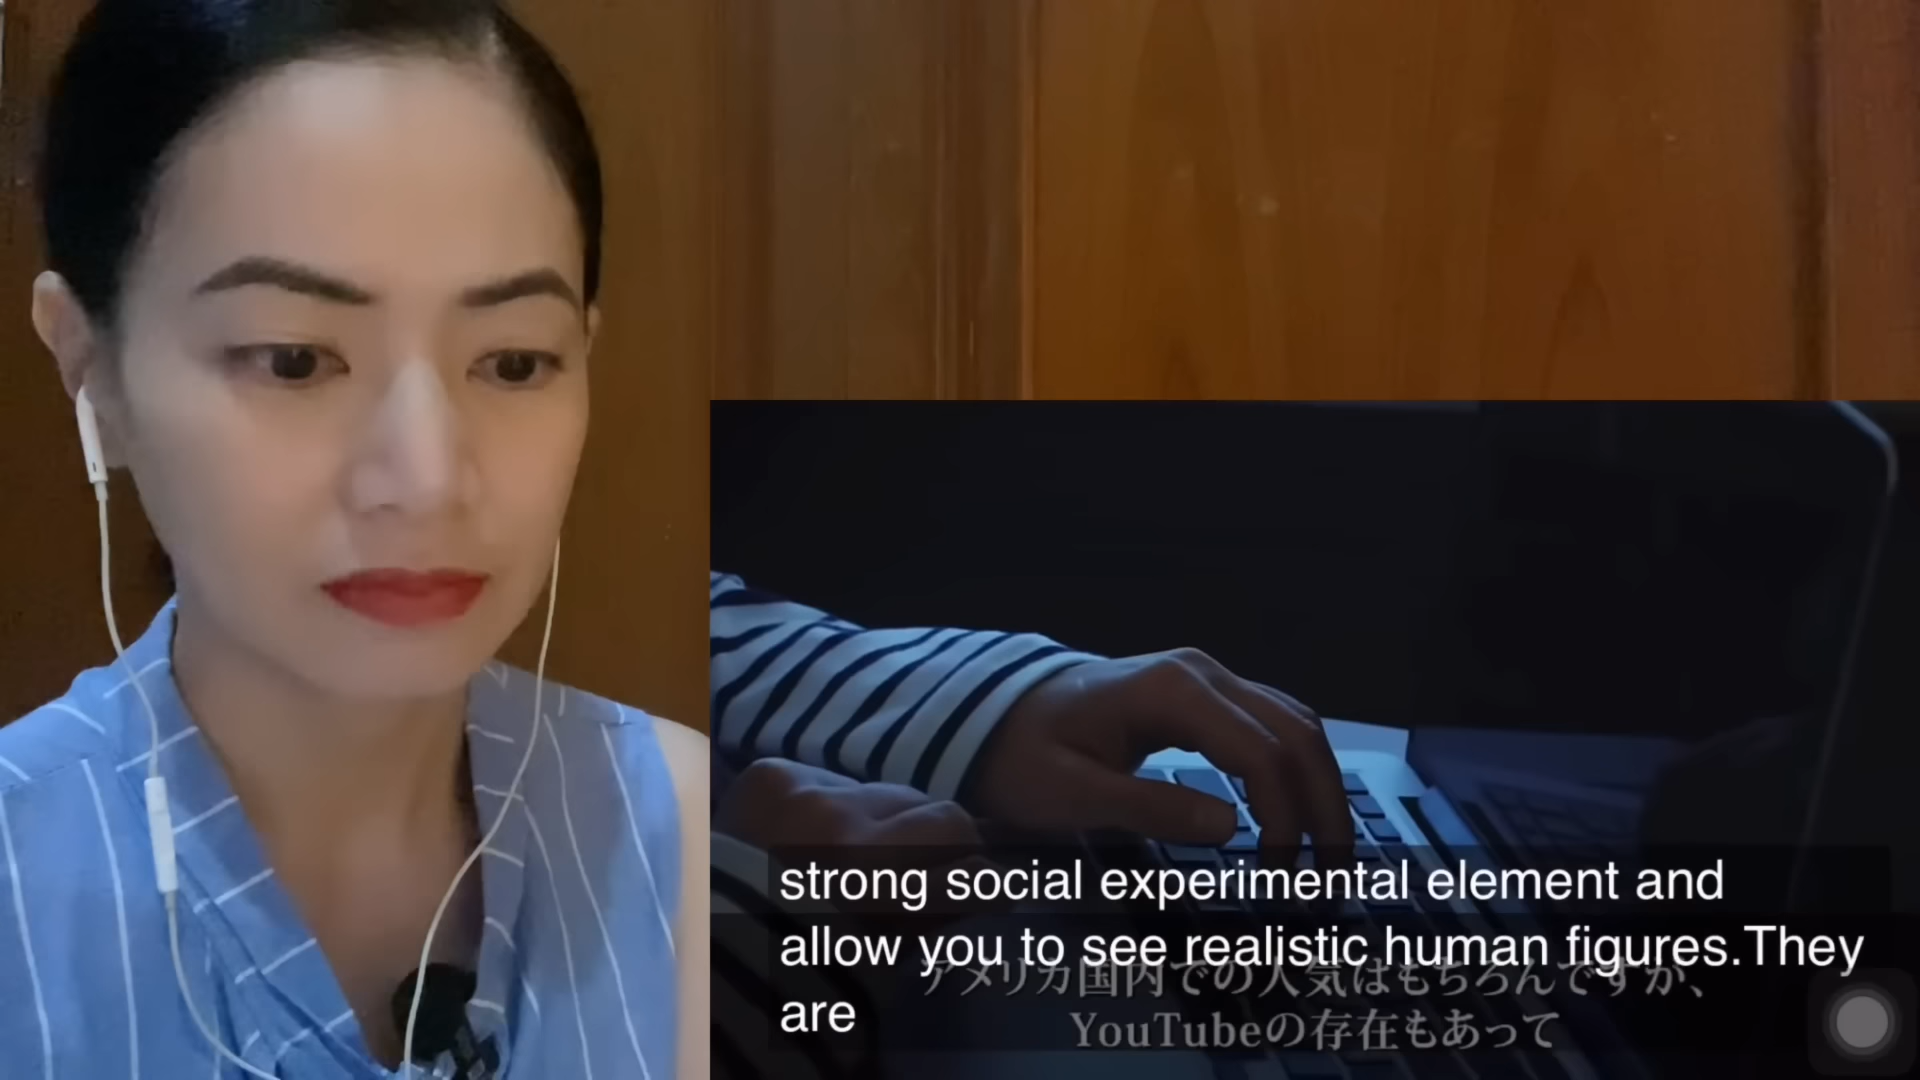 strong social experimental element and
allow you to see realistic human figures.They
are
アメリカ国内での人気はもちろんですが、
YouTubeの存在もあって